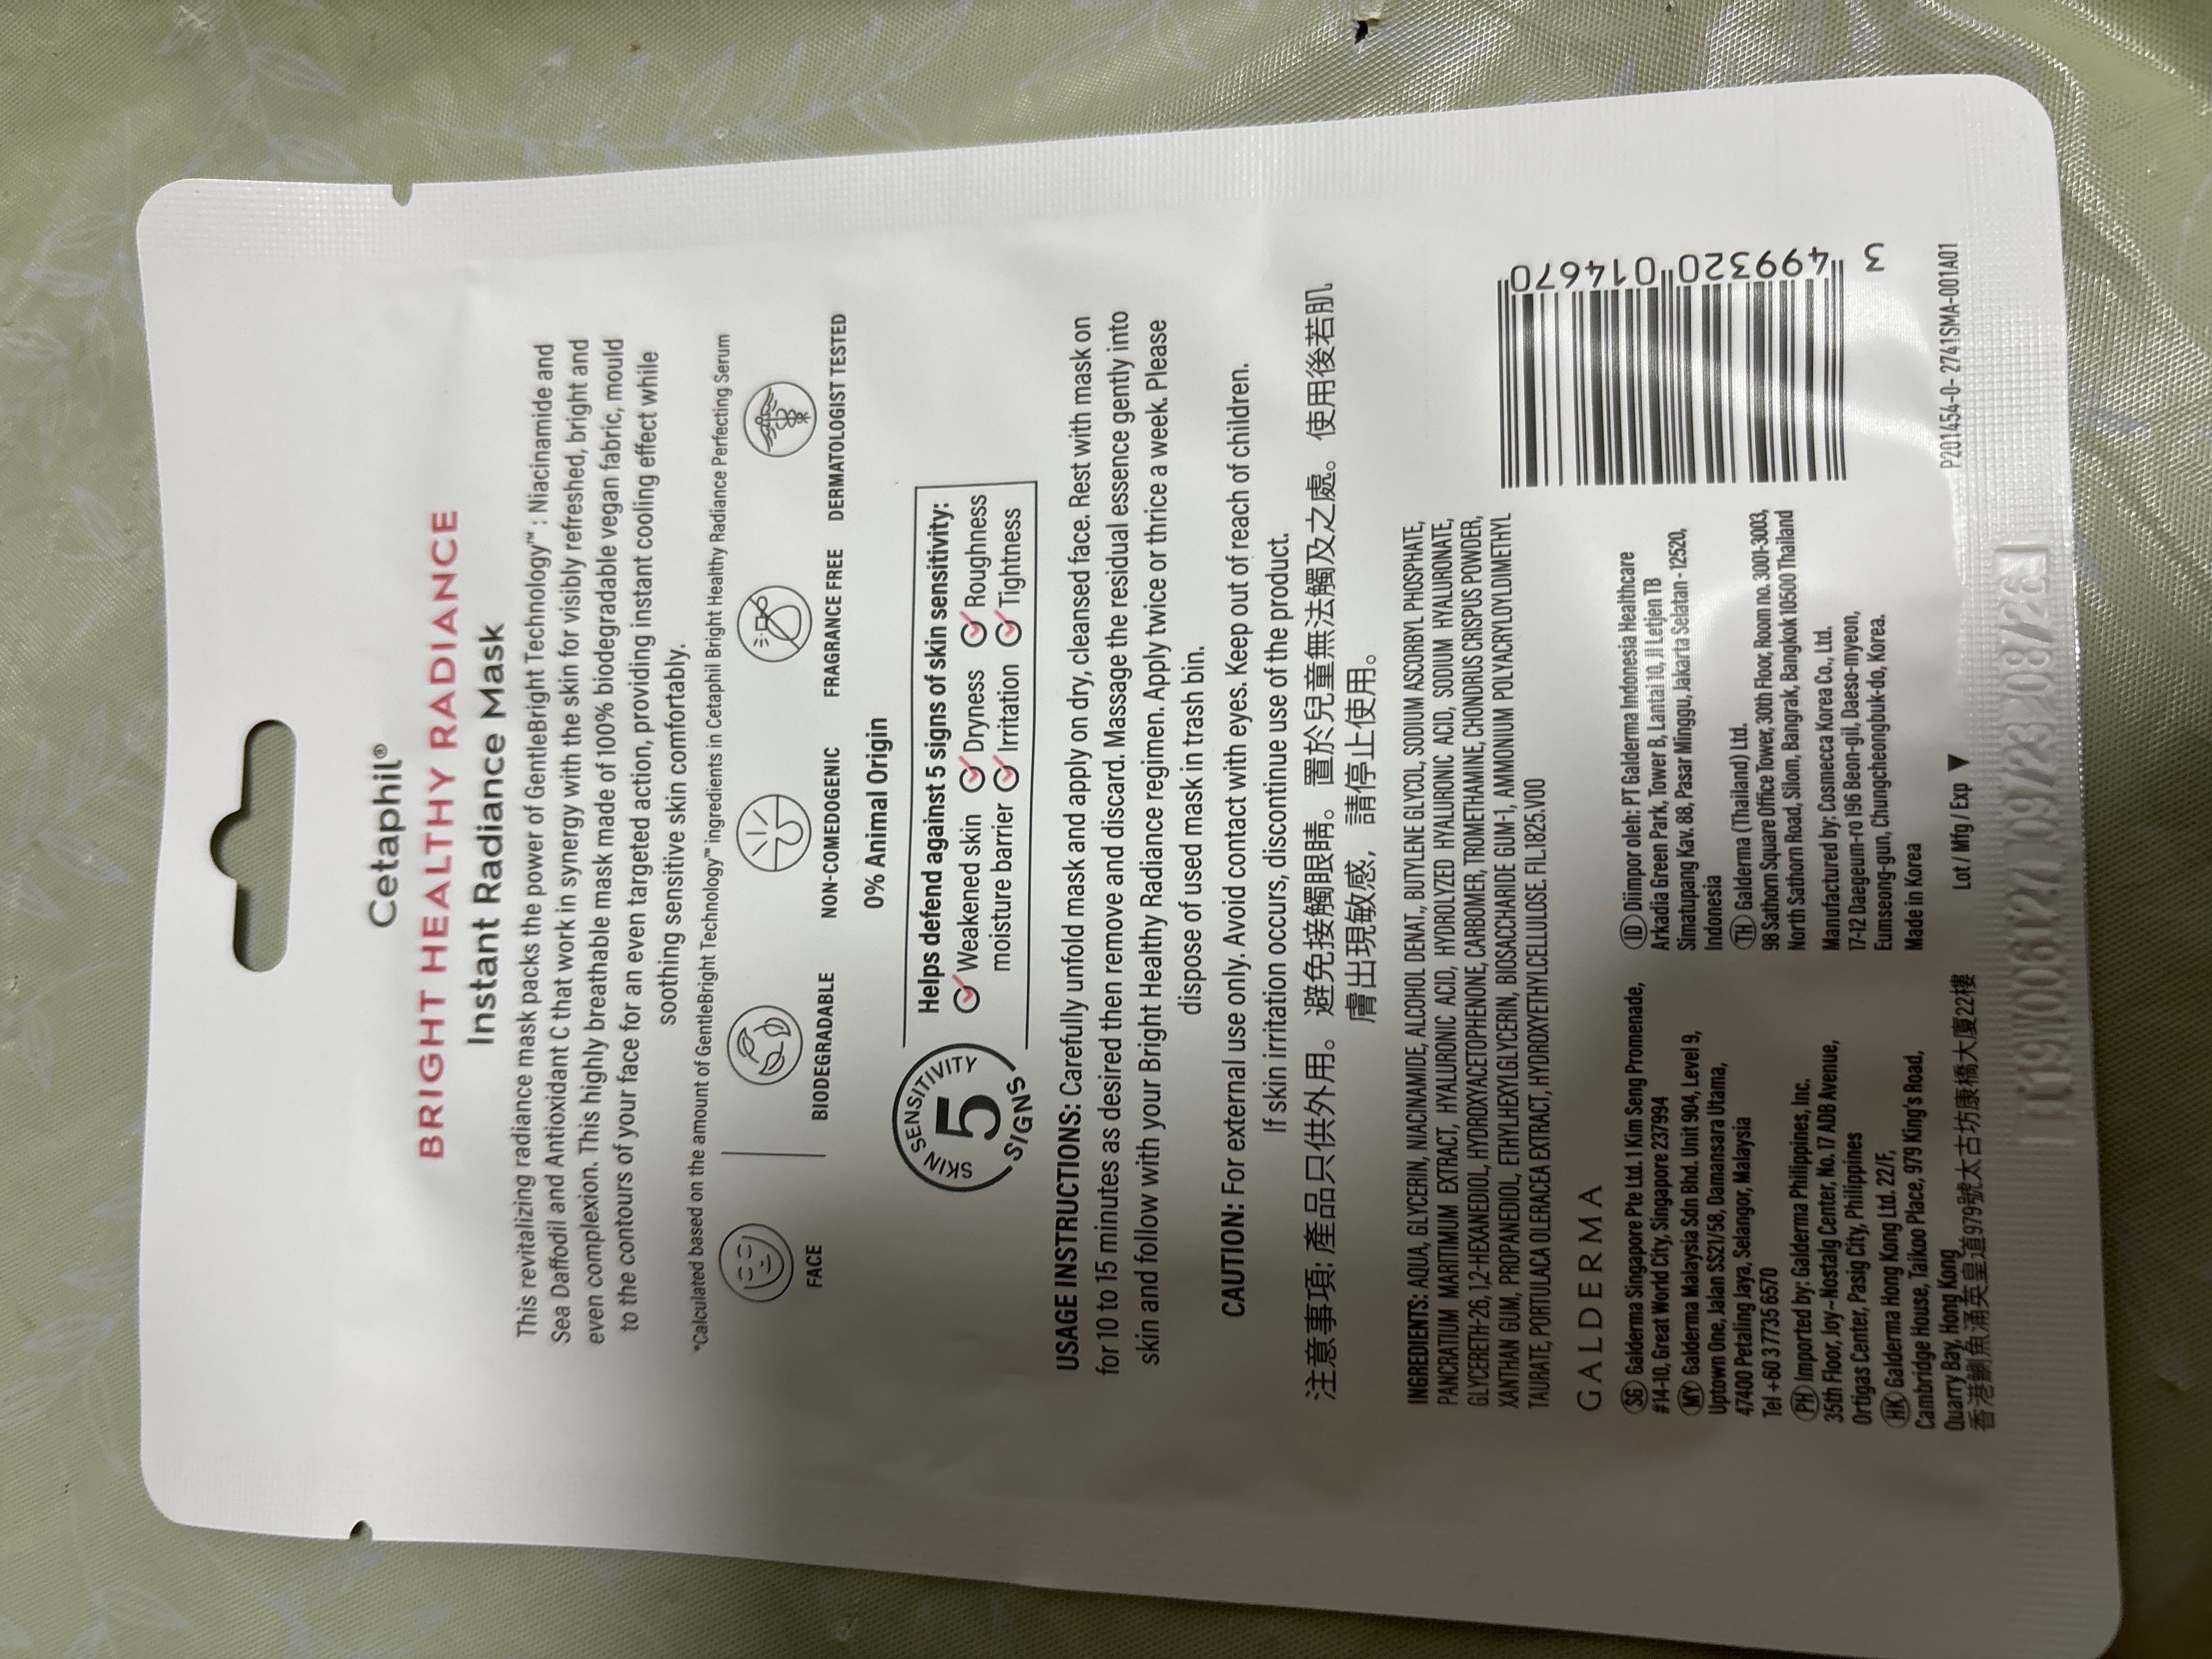 Cetaphil®
BRIGHT HEALTHY RADIANCE
Instant Radiance Mask
This revitalizing radiance mask packs the power of GentleBright Technology™ : Niacinamide and
Sea Daffodil and Antioxidant C that work in synergy with the skin for visibly refreshed, bright and
even complexion. This highly breathable mask made of 100% biodegradable vegan fabric, mould
to the contours of your face for an even targeted action, providing instant cooling effect while
soothing sensitive skin comfortably.
*Calculated based on the amount of GentleBright Technology™ ingredients in Cetaphil Bright Healthy Radiance Perfecting Serum
FACE
BIODEGRADABLE
NON-COMEDOGENIC
FRAGRANCE FREE
DERMATOLOGIST TESTED
0% Animal Origin
SKIN SENSITIVITY
5
SIGNS
Helps defend against 5 signs of skin sensitivity:
Weakened skin Dryness Roughness
moisture barrier Irritation Tightness
USAGE INSTRUCTIONS: Carefully unfold mask and apply on dry, cleansed face. Rest with mask on
for 10 to 15 minutes as desired then remove and discard. Massage the residual essence gently into
skin and follow with your Bright Healthy Radiance regimen. Apply twice or thrice a week. Please
dispose of used mask in trash bin.
CAUTION: For external use only. Avoid contact with eyes. Keep out of reach of children.
If skin irritation occurs, discontinue use of the product.
注意事項: 產品只供外用。 避免接觸眼睛。 置於兒童無法觸及之處。 使用後若肌
膚出現敏感， 請停止使用。
INGREDIENTS: AQUA, GLYCERIN, NIACINAMIDE, ALCOHOL DENAT., BUTYLENE GLYCOL, SODIUM ASCORBYL PHOSPHATE,
PANCRATIUM MARITIMUM EXTRACT, HYALURONIC ACID, HYDROLYZED HYALURONIC ACID, SODIUM HYALURONATE,
GLYCERETH-26, 1,2-HEXANEDIOL, HYDROXYACETOPHENONE, CARBOMER, TROMETHAMINE, CHONDRUS CRISPUS POWDER,
XANTHAN GUM, PROPANEDIOL, ETHYLHEXYLGLYCERIN, BIOSACCHARIDE GUM-1, AMMONIUM POLYACRYLOYLDIMETHYL
TAURATE, PORTULACA OLERACEA EXTRACT, HYDROXYETHYLCELLULOSE. FIL.1825.V00
GALDERMA
SG Galderma Singapore Pte Ltd. 1 Kim Seng Promenade,
#14-10, Great World City, Singapore 237994
MY Galderma Malaysia Sdn Bhd. Unit 904, Level 9,
Uptown One, Jalan SS21/58, Damansara Utama,
47400 Petaling Jaya, Selangor, Malaysia
Tel +60 3 7735 6570
PH Imported by: Galderma Philippines, Inc.
35th Floor, Joy~Nostalg Center, No. 17 ADB Avenue,
Ortigas Center, Pasig City, Philippines
HK Galderma Hong Kong Ltd. 22/F,
Cambridge House, Taikoo Place, 979 King's Road,
Quarry Bay, Hong Kong
香港鰂魚涌英皇道979號太古坊康橋大廈22樓
ID Diimpor oleh: PT Galderma Indonesia Healthcare
Arkadia Green Park, Tower B, Lantai 10, Jl Letjen TB
Simatupang Kav. 88, Pasar Minggu, Jakarta Selatan - 12520,
Indonesia
TH Galderma (Thailand) Ltd.
98 Sathorn Square Office Tower, 30th Floor, Room no. 3001-3003,
North Sathorn Road, Silom, Bangrak, Bangkok 10500 Thailand
Manufactured by: Cosmecca Korea Co., Ltd.
17-12 Daegeum-ro 196 Beon-gil, Daeso-myeon,
Eumseong-gun, Chungcheongbuk-do, Korea.
Made in Korea
Lot / Mfg / Exp ▼
3 499320 014670
P201454-0- 2741SMA-001A01
09/23 208/26